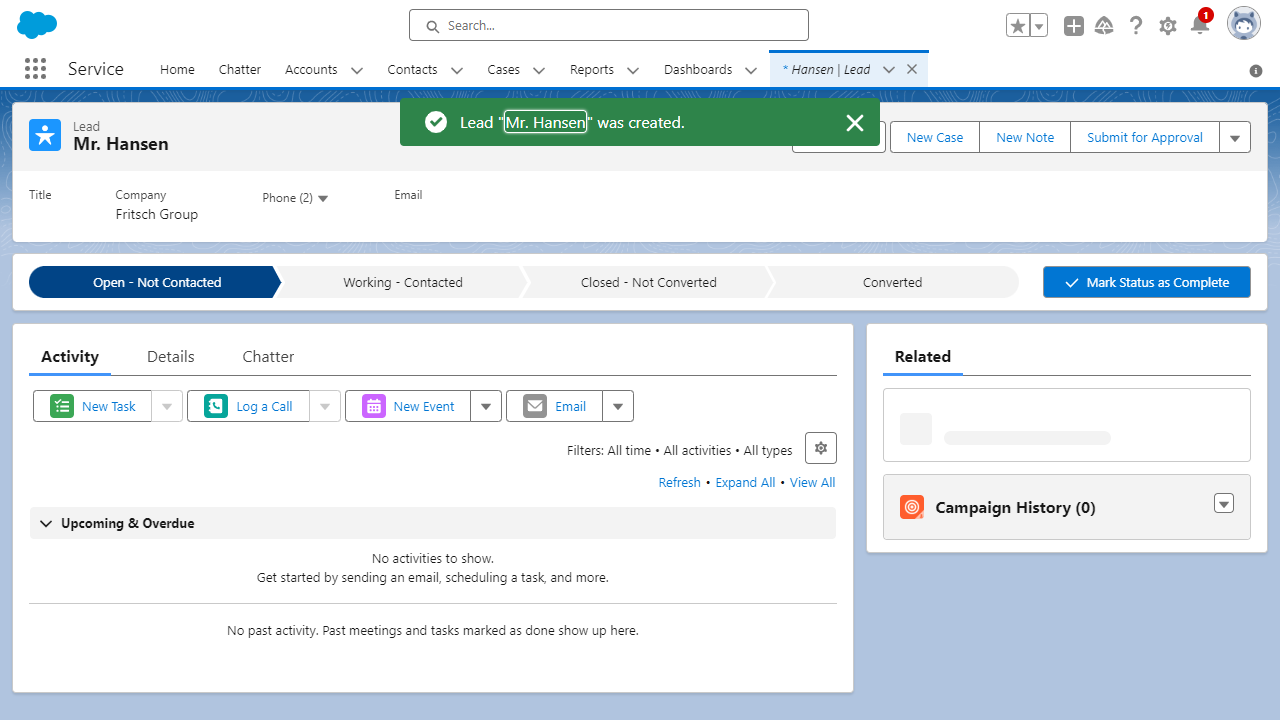 Search...
1
Service
Home
Chatter
Accounts
Contacts
Cases
Reports
Dashboards
* Hansen | Lead
Lead "Mr. Hansen" was created.
Lead
Mr. Hansen
New Case
New Note
Submit for Approval
Title
Company
Fritsch Group
Phone (2)
Email
Open - Not Contacted
Working - Contacted
Closed - Not Converted
Converted
Mark Status as Complete
Activity
Details
Chatter
New Task
Log a Call
New Event
Email
Filters: All time • All activities • All types
Refresh • Expand All • View All
Upcoming & Overdue
No activities to show.
Get started by sending an email, scheduling a task, and more.
No past activity. Past meetings and tasks marked as done show up here.
Related
Campaign History (0)